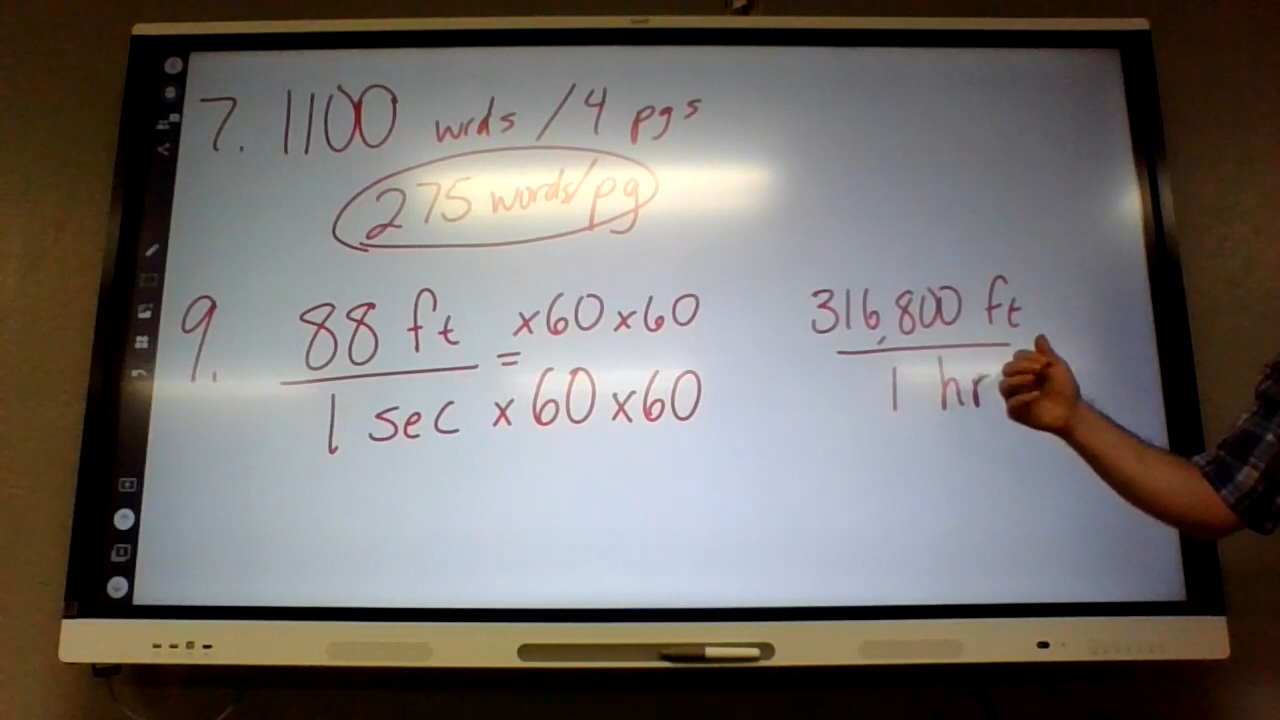 7. 1100 wrds / 4 pgs
275 words/pg
9. 88 ft = x60x60 316,800 ft
1 sec x60x60 1 hr